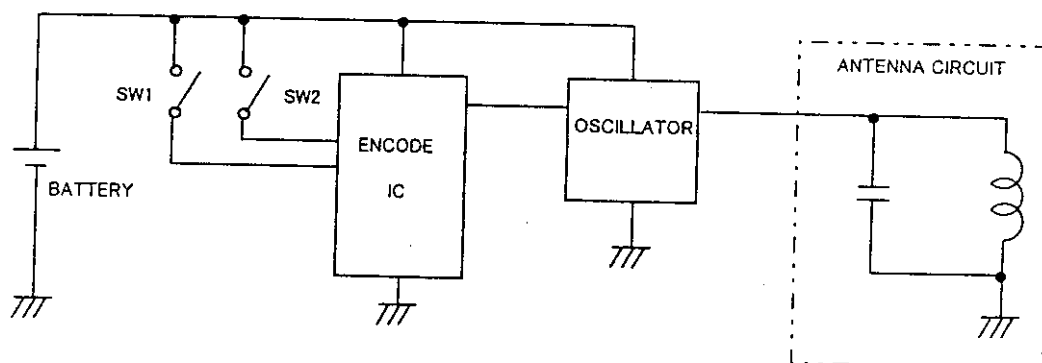 ANTENNA CIRCUIT
SW1
SW2
OSCILLATOR
ENCODE
IC
BATTERY